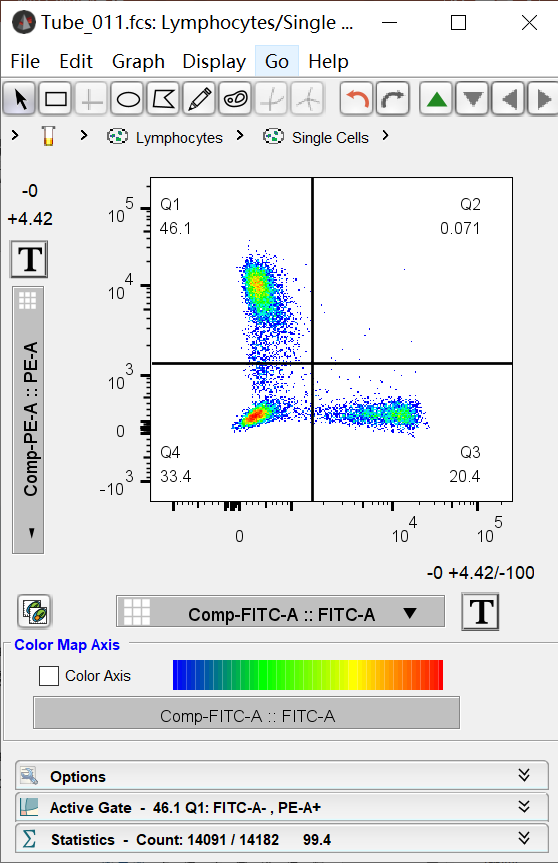 Tube_011.fcs: Lymphocytes/Single ...
File Edit Graph Display Go Help
Lymphocytes Single Cells
-0
+4.42
T
Comp-PE-A :: PE-A
10^5
10^4
10^3
0
-10^3
Q1
46.1
Q2
0.071
Q4
33.4
Q3
20.4
0 10^4 10^5
-0 +4.42/-100
Comp-FITC-A :: FITC-A
T
Color Map Axis
Color Axis
Comp-FITC-A :: FITC-A
Options
Active Gate - 46.1 Q1: FITC-A- , PE-A+
Statistics - Count: 14091 / 14182 99.4